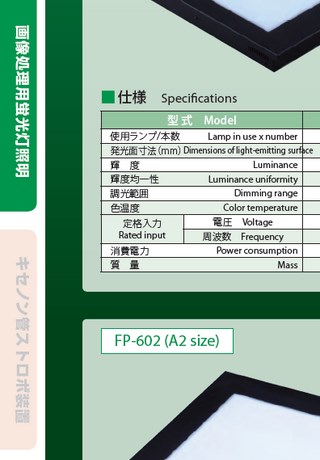 画像処理用蛍光灯照明
キセノン管ストロボ装置
■仕様 Specifications
型式 Model
使用ランプ/本数 Lamp in use x number
発光面寸法(mm) Dimensions of light-emitting surface
輝 度 Luminance
輝度均一性 Luminance uniformity
調光範囲 Dimming range
色温度 Color temperature
定格入力 Rated input
電圧 Voltage
周波数 Frequency
消費電力 Power consumption
質 量 Mass
FP-602 (A2 size)